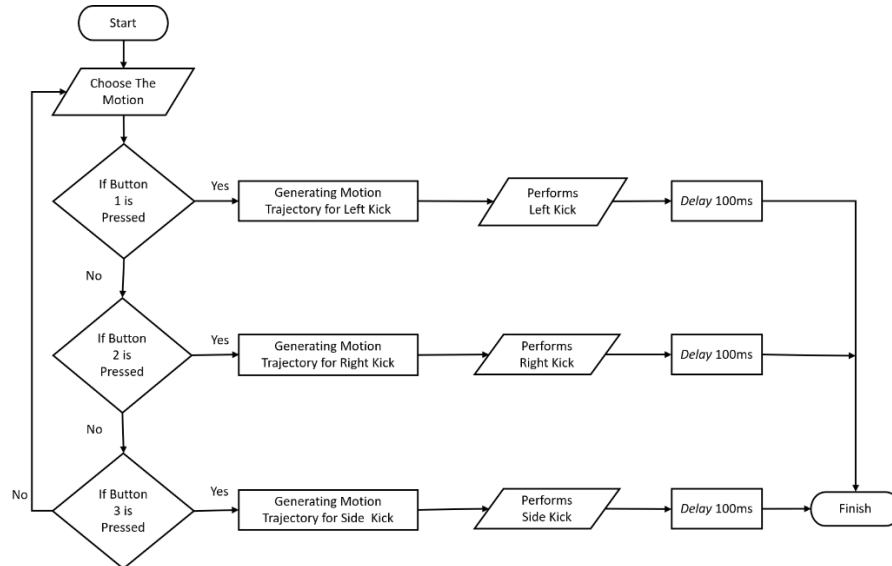 Start
Choose The
Motion
If Button
1 is
Pressed
Yes
Generating Motion
Trajectory for Left Kick
Performs
Left Kick
Delay 100ms
No
If Button
2 is
Pressed
Yes
Generating Motion
Trajectory for Right Kick
Performs
Right Kick
Delay 100ms
No
No
If Button
3 is
Pressed
Yes
Generating Motion
Trajectory for Side Kick
Performs
Side Kick
Delay 100ms
Finish